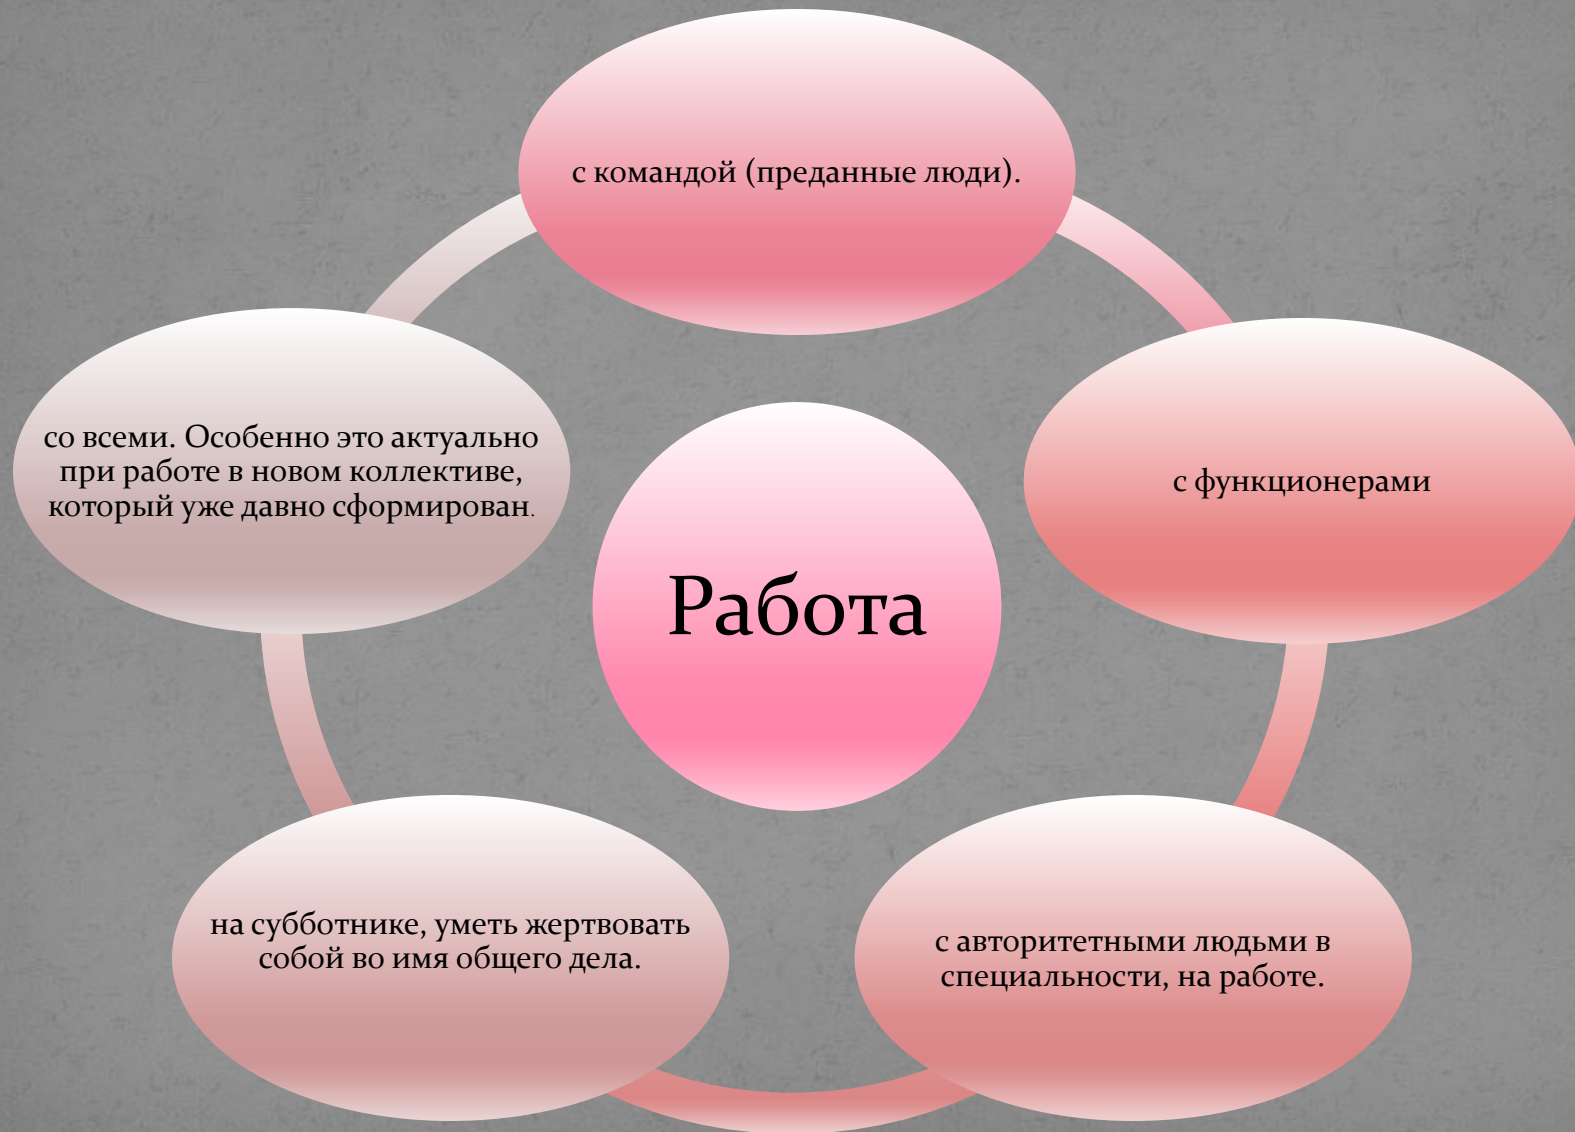 с командой (преданные люди).
со всеми. Особенно это актуально
при работе в новом коллективе,
который уже давно сформирован.
с функционерами
Работа
на субботнике, уметь жертвовать
собой во имя общего дела.
с авторитетными людьми в
специальности, на работе.